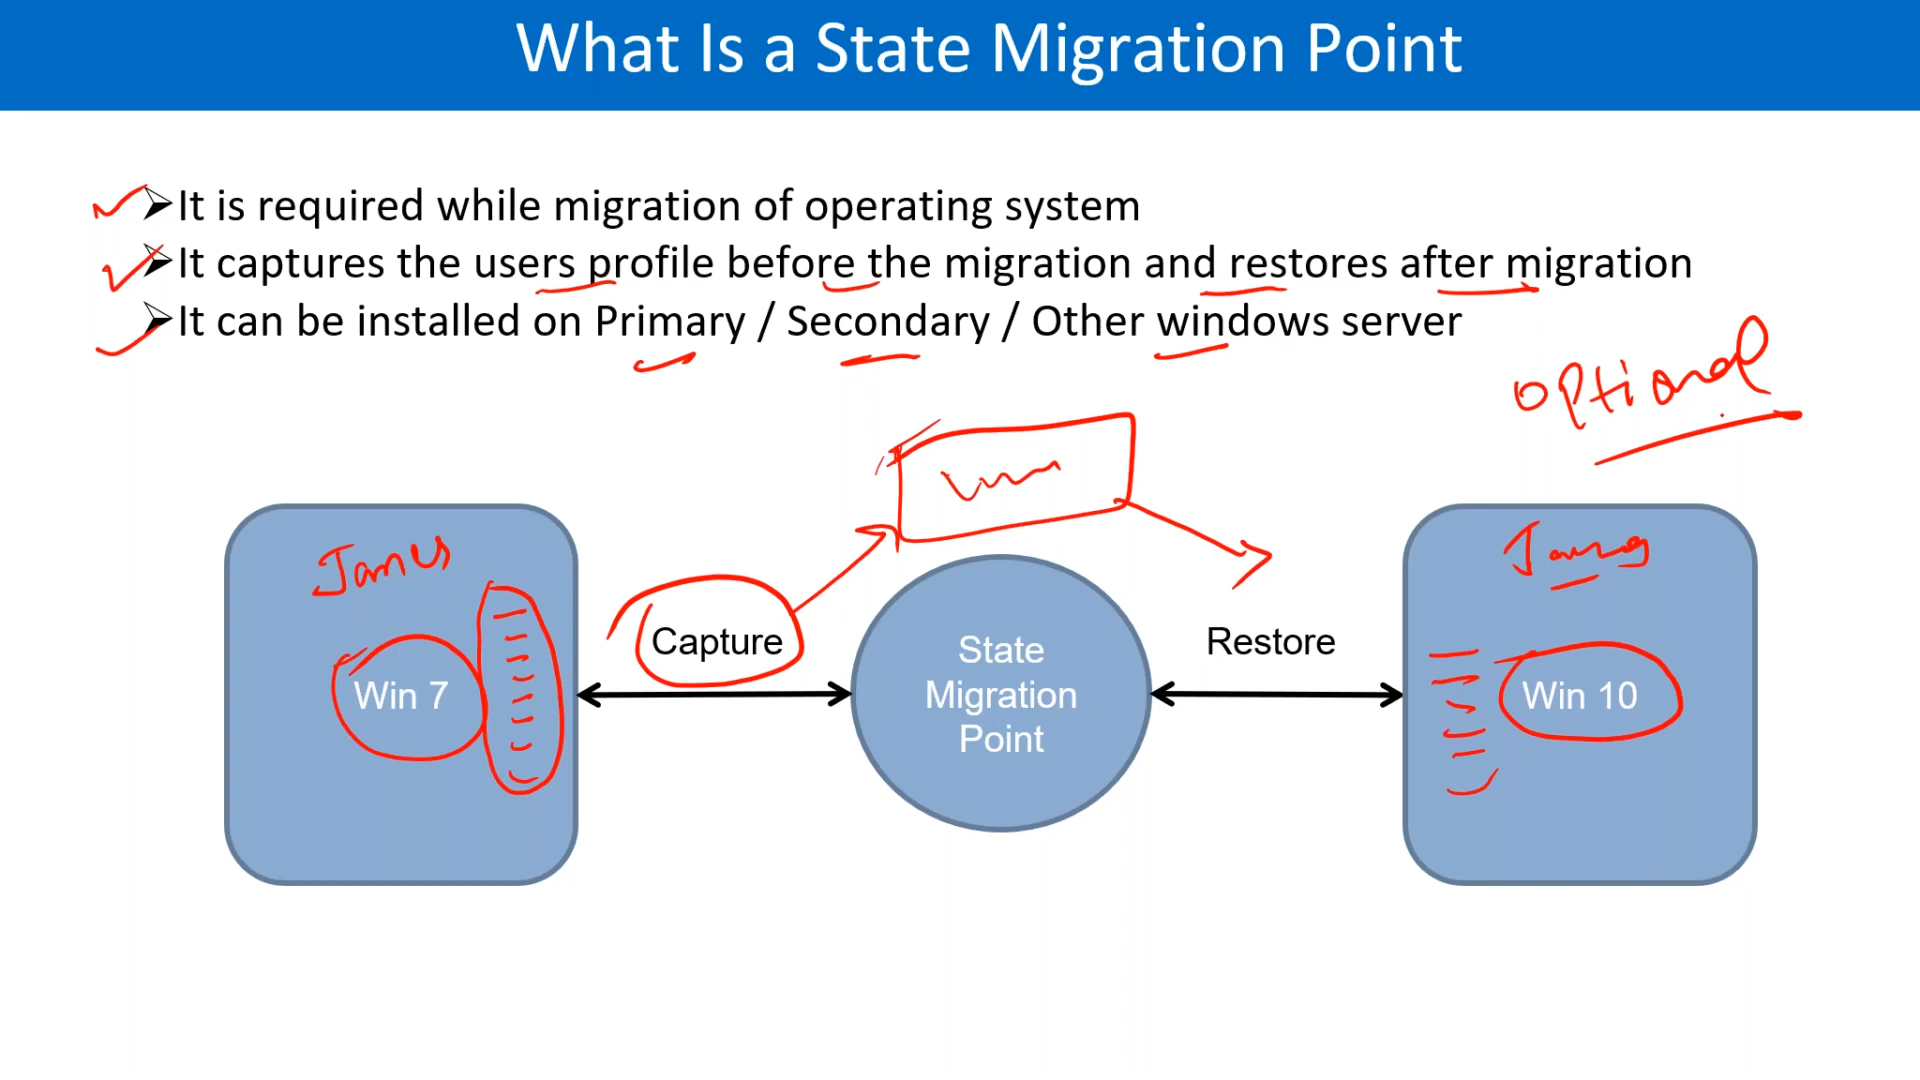 What Is a State Migration Point
➢It is required while migration of operating system
➢It captures the users profile before the migration and restores after migration
➢It can be installed on Primary / Secondary / Other windows server
optional
James
James
Capture
Restore
Win 7
State
Migration
Point
Win 10